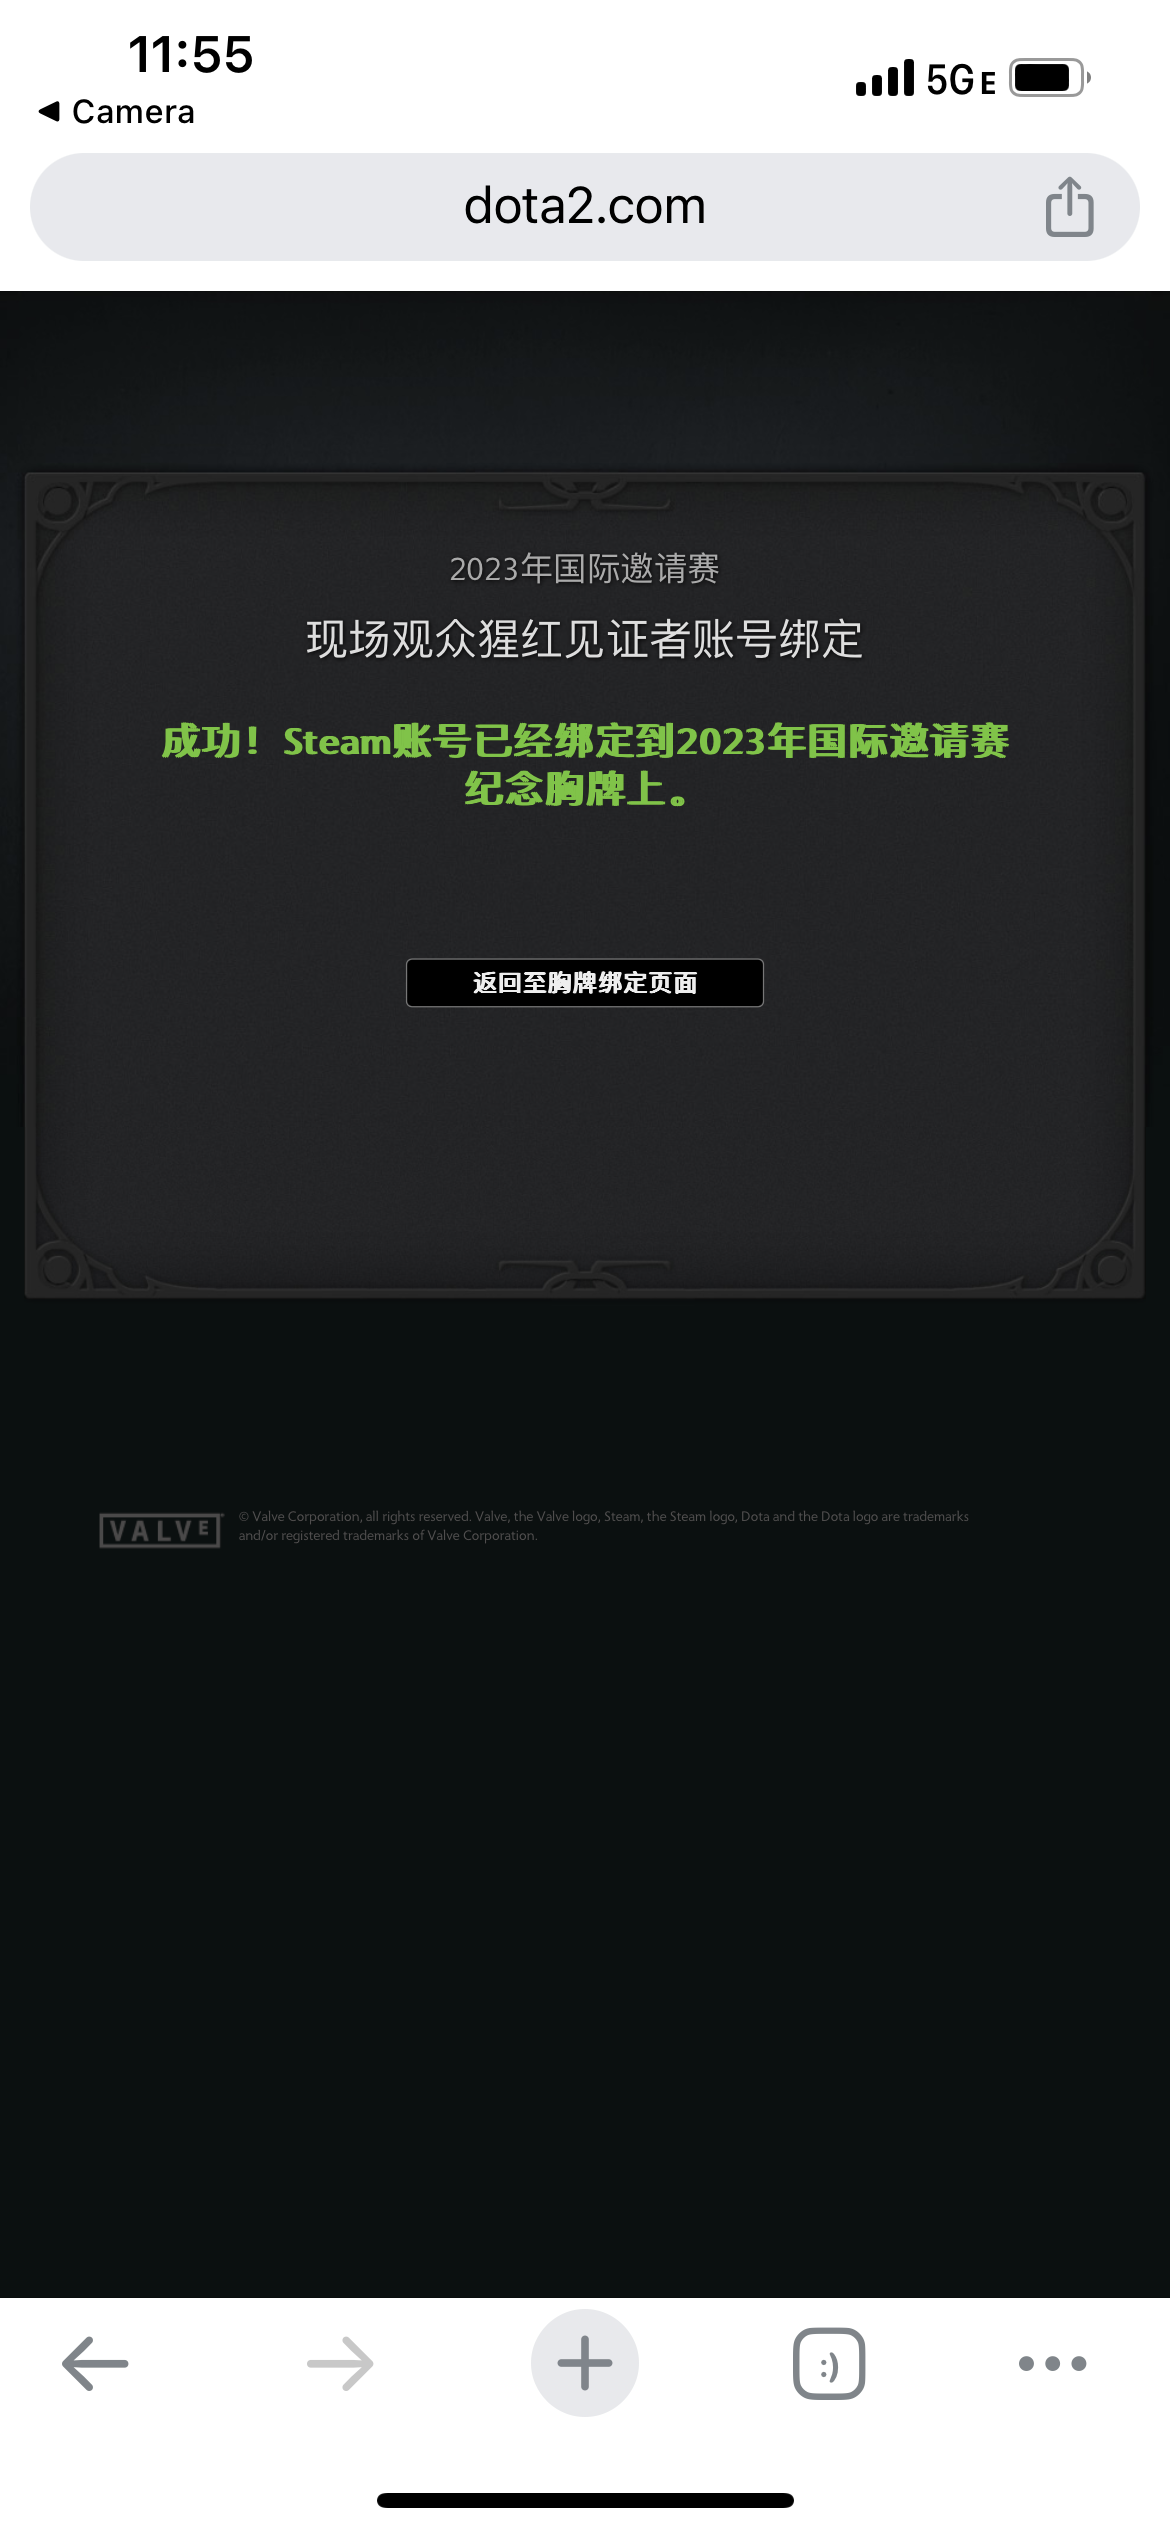 11:55
5G E
◀ Camera
dota2.com
2023年国际邀请赛
现场观众猩红见证者账号绑定
成功！Steam账号已经绑定到2023年国际邀请赛
纪念胸牌上。
返回至胸牌绑定页面
VALVE
© Valve Corporation, all rights reserved. Valve, the Valve logo, Steam, the Steam logo, Dota and the Dota logo are trademarks
and/or registered trademarks of Valve Corporation.
:)